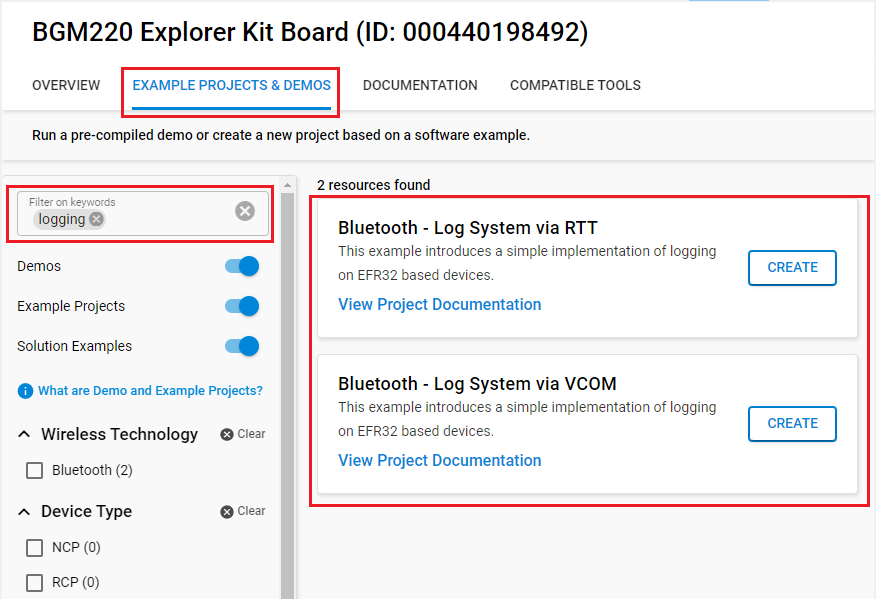 BGM220 Explorer Kit Board (ID: 000440198492)
OVERVIEW EXAMPLE PROJECTS & DEMOS DOCUMENTATION COMPATIBLE TOOLS
Run a pre-compiled demo or create a new project based on a software example.
Filter on keywords
logging
Demos
Example Projects
Solution Examples
What are Demo and Example Projects?
Wireless Technology Clear
Bluetooth (2)
Device Type Clear
NCP (0)
RCP (0)
2 resources found
Bluetooth - Log System via RTT
This example introduces a simple implementation of logging
on EFR32 based devices.
CREATE
View Project Documentation
Bluetooth - Log System via VCOM
This example introduces a simple implementation of logging
on EFR32 based devices.
CREATE
View Project Documentation